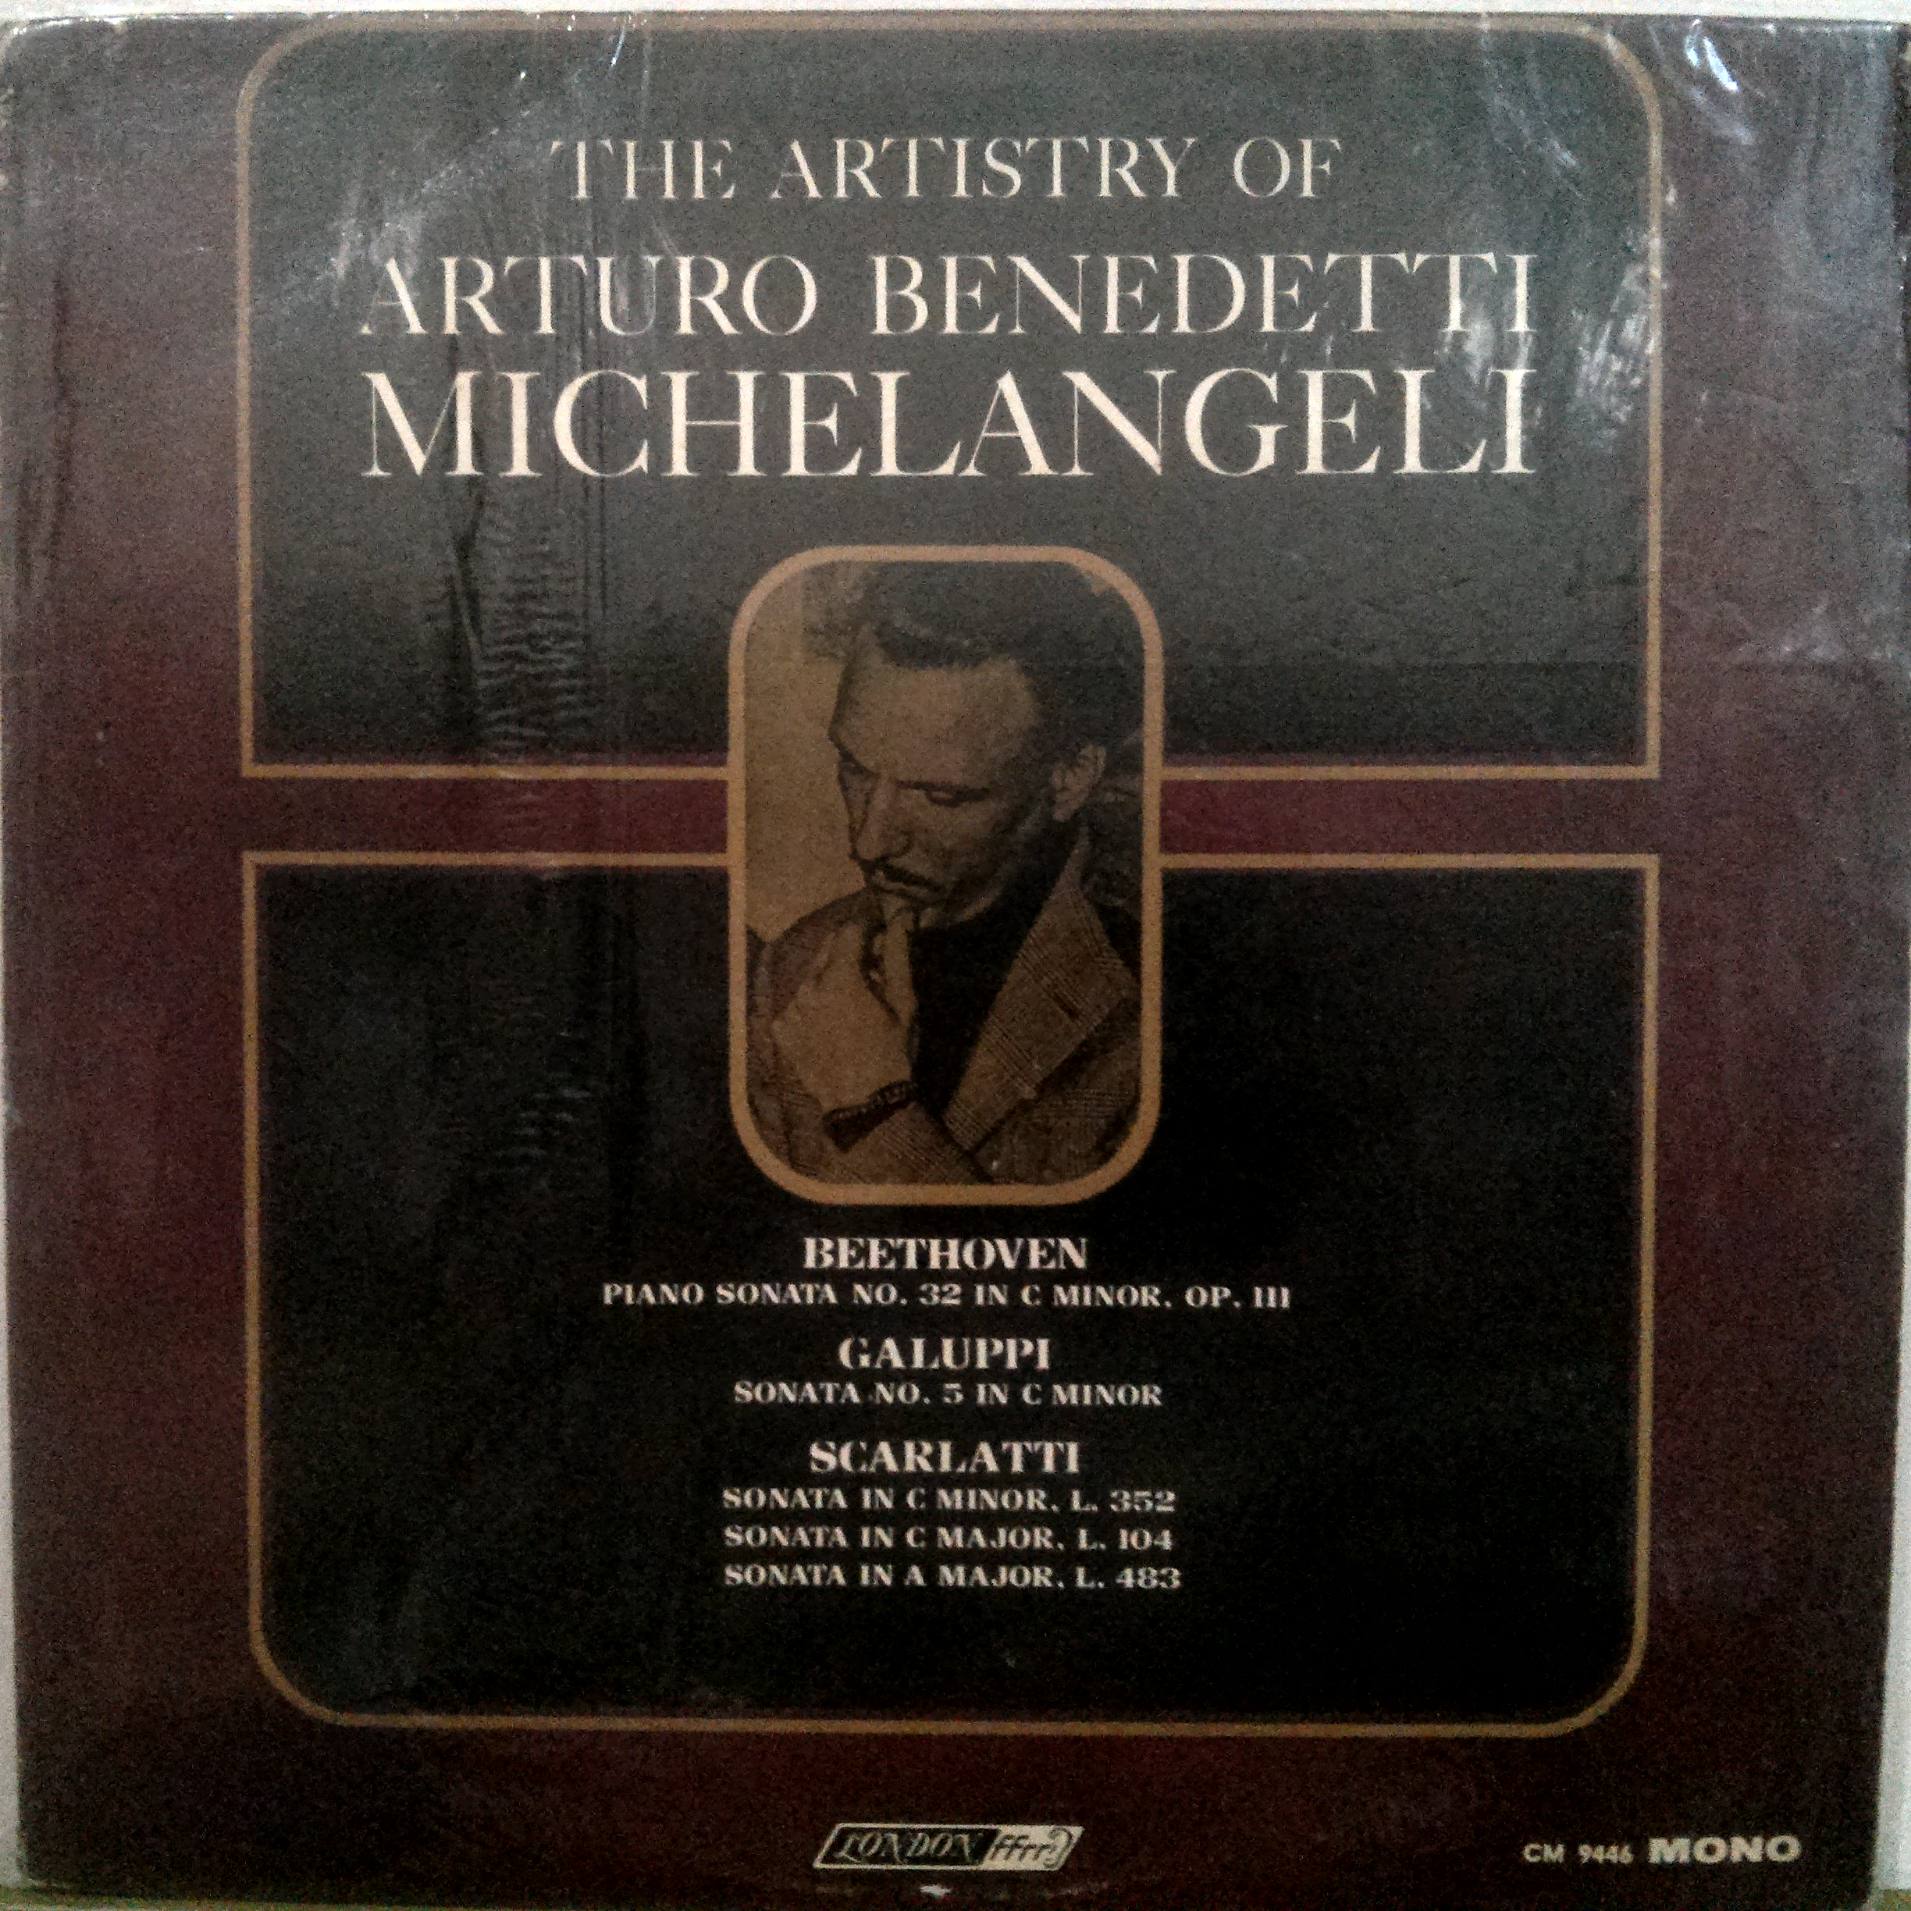 THE ARTISTRY OF
ARTURO BENEDETTI
MICHELANGELI
BEETHOVEN
PIANO SONATA NO. 32 IN C MINOR, OP. 111
GALUPPI
SONATA NO. 5 IN C MINOR
SCARLATTI
SONATA IN C MINOR, L. 352
SONATA IN C MAJOR, L. 104
SONATA IN A MAJOR, L. 483
LONDON ffrr
CM 9446 MONO